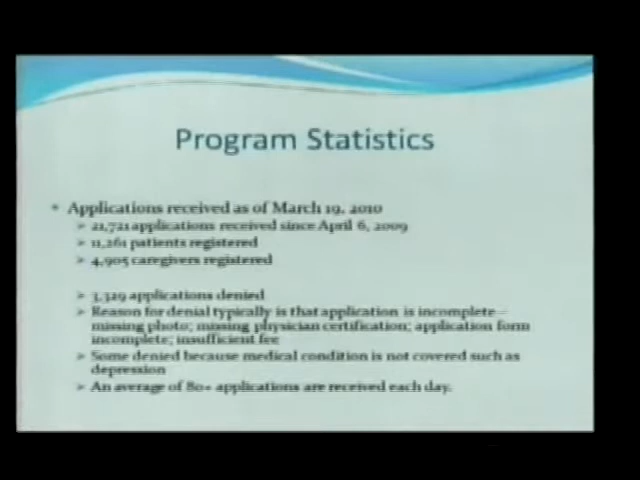 Program Statistics
Applications received as of March 19, 2010
21,721 applications received since April 6, 2009
11,261 patients registered
4,905 caregivers registered
3,329 applications denied
Reason for denial typically is that application is incomplete –
missing photo; missing physician certification; application form
incomplete; insufficient fee
Some denied because medical condition is not covered such as
depression
An average of 80+ applications are received each day.